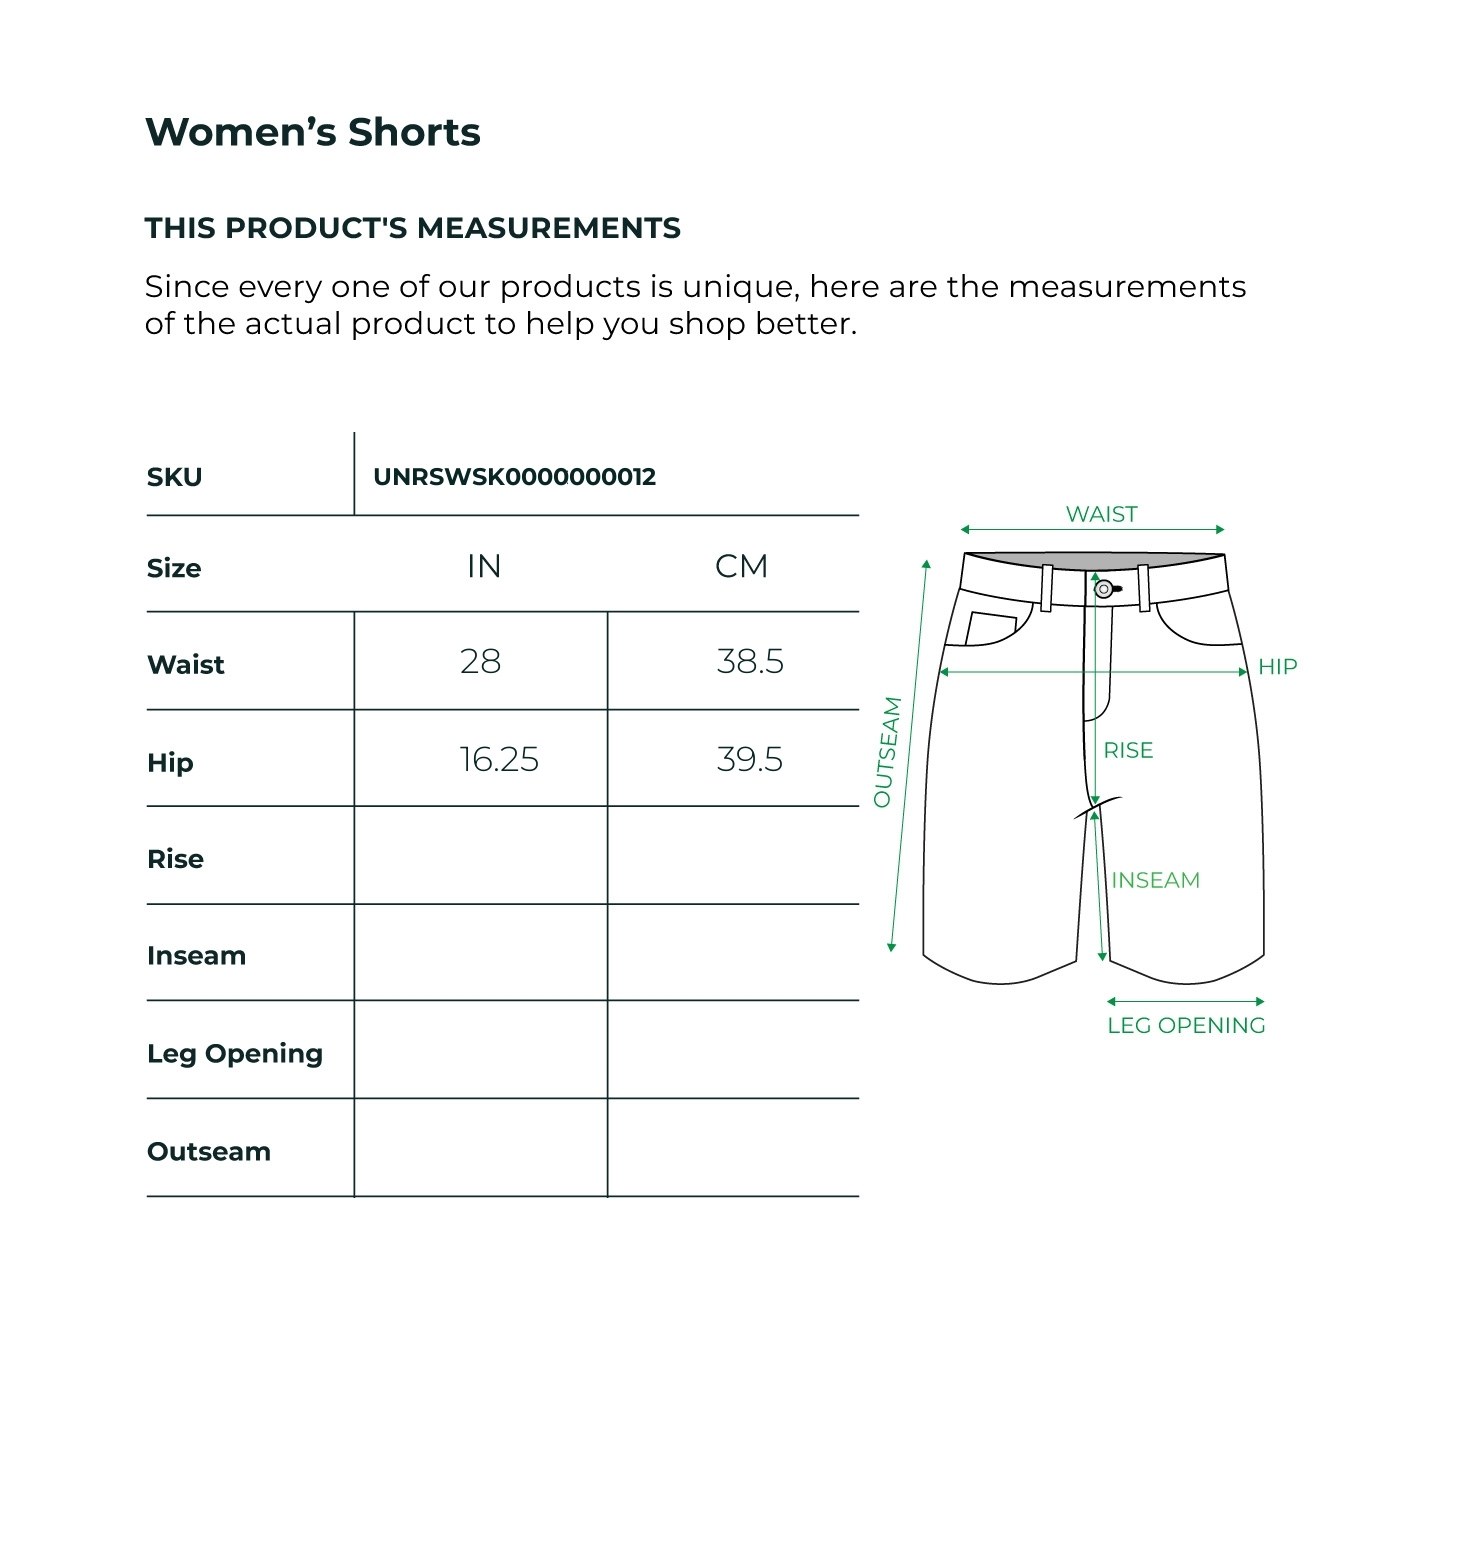 Women’s Shorts
THIS PRODUCT'S MEASUREMENTS
Since every one of our products is unique, here are the measurements
of the actual product to help you shop better.
SKU UNRSWSK0000000012
Size IN CM
Waist 28 38.5
Hip 16.25 39.5
Rise
Inseam
Leg Opening
Outseam
WAIST
HIP
OUTSEAM
RISE
INSEAM
LEG OPENING